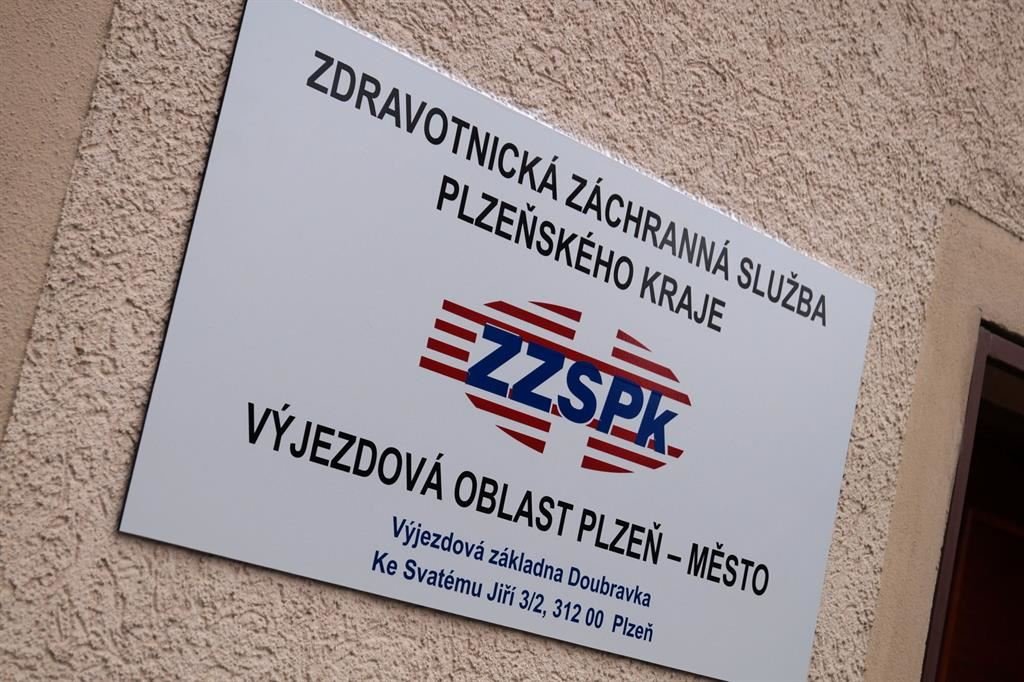 ZDRAVOTNICKÁ ZÁCHRANNÁ SLUŽBA
PLZEŇSKÉHO KRAJE
ZZSPk
VÝJEZDOVÁ OBLAST PLZEŇ – MĚSTO
Výjezdová základna Doubravka
Ke Svatému Jiří 3/2, 312 00 Plzeň